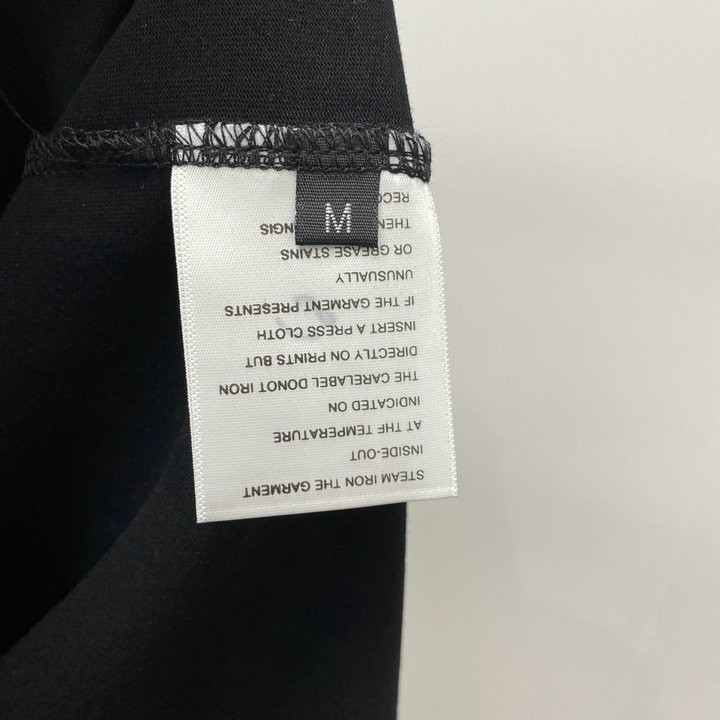 M
STEAM IRON THE GARMENT
INSIDE-OUT
AT THF TEMPERATURE
INDICATED ON
THE CARELABEL DONOT IRON
DIRECTLY ON PRINTS BUT
INSERT A PRESS CLOTH
IF THE GARMENT PRESENTS
UNUSUALLY
OR GREASE STAINS
THEN